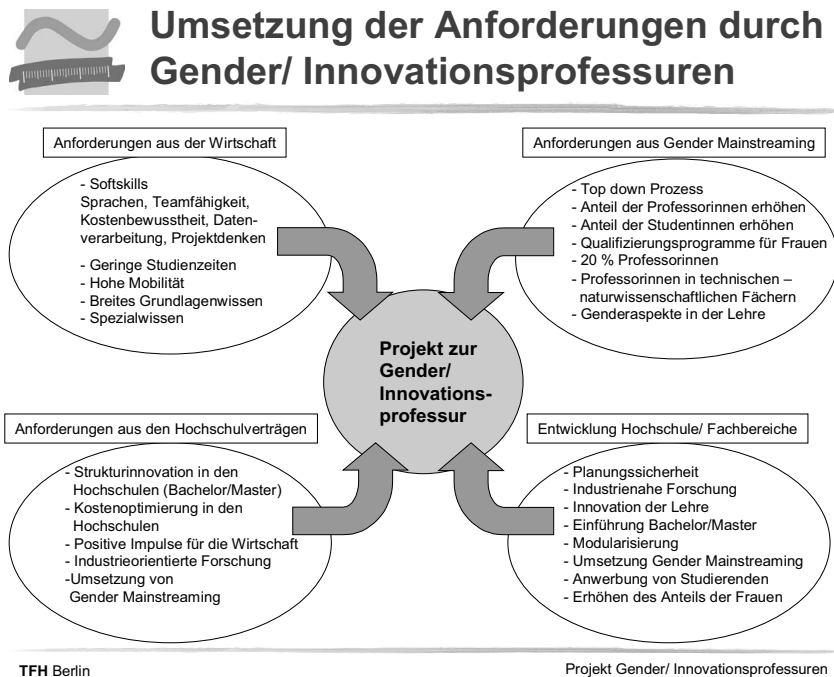 Umsetzung der Anforderungen durch
Gender/ Innovationsprofessuren
Anforderungen aus der Wirtschaft
- Softskills
Sprachen, Teamfähigkeit,
Kostenbewusstheit, Daten-
verarbeitung, Projektdenken
- Geringe Studienzeiten
- Hohe Mobilität
- Breites Grundlagenwissen
- Spezialwissen
Anforderungen aus Gender Mainstreaming
- Top down Prozess
- Anteil der Professorinnen erhöhen
- Anteil der Studentinnen erhöhen
- Qualifizierungsprogramme für Frauen
- 20 % Professorinnen
- Professorinnen in technischen –
naturwissenschaftlichen Fächern
- Genderaspekte in der Lehre
Projekt zur
Gender/
Innovations-
professur
Anforderungen aus den Hochschulverträgen
- Strukturinnovation in den
Hochschulen (Bachelor/Master)
- Kostenoptimierung in den
Hochschulen
- Positive Impulse für die Wirtschaft
- Industrieorientierte Forschung
-Umsetzung von
Gender Mainstreaming
Entwicklung Hochschule/ Fachbereiche
- Planungssicherheit
- Industrienahe Forschung
- Innovation der Lehre
- Einführung Bachelor/Master
- Modularisierung
- Umsetzung Gender Mainstreaming
- Anwerbung von Studierenden
- Erhöhen des Anteils der Frauen
TFH Berlin
Projekt Gender/ Innovationsprofessuren